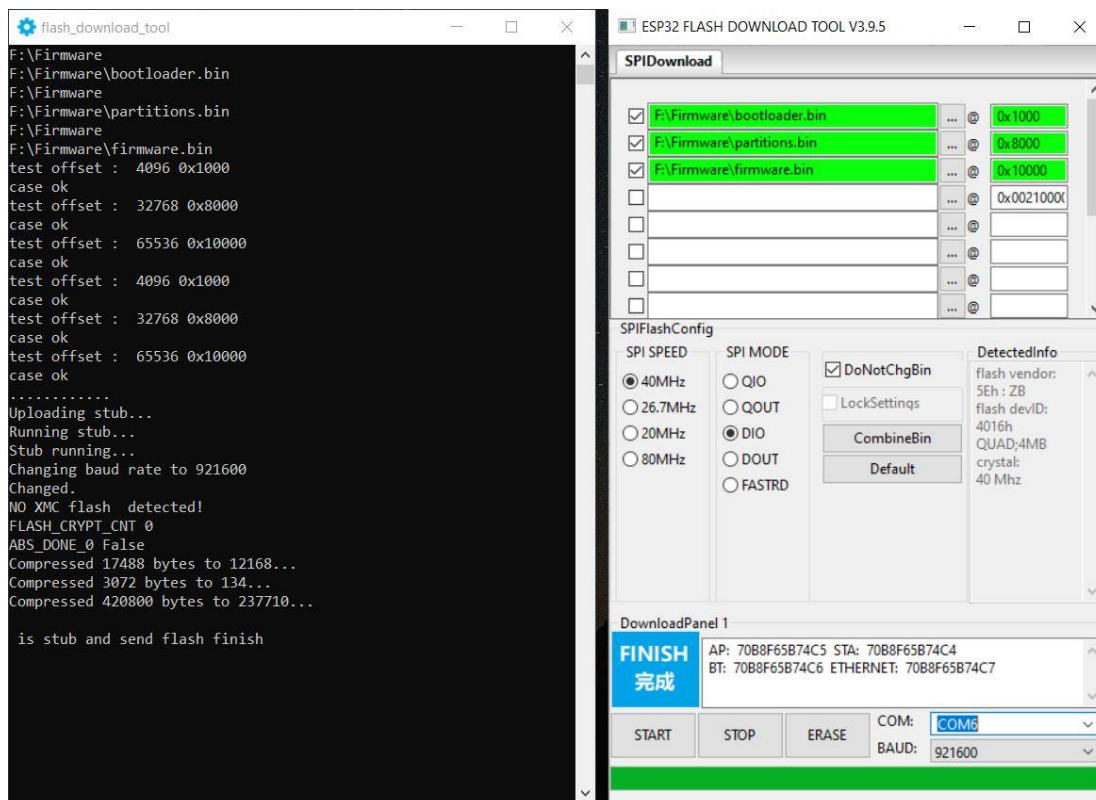 flash_download_tool
F:\Firmware
F:\Firmware\bootloader.bin
F:\Firmware
F:\Firmware\partitions.bin
F:\Firmware
F:\Firmware\firmware.bin
test offset :  4096 0x1000
case ok
test offset :  32768 0x8000
case ok
test offset :  65536 0x10000
case ok
test offset :  4096 0x1000
case ok
test offset :  32768 0x8000
case ok
test offset :  65536 0x10000
case ok
............
Uploading stub...
Running stub...
Stub running...
Changing baud rate to 921600
Changed.
NO XMC flash  detected!
FLASH_CRYPT_CNT 0
ABS_DONE_0 False
Compressed 17488 bytes to 12168...
Compressed 3072 bytes to 134...
Compressed 420800 bytes to 237710...
is stub and send flash finish
ESP32 FLASH DOWNLOAD TOOL V3.9.5
SPIDownload
F:\Firmware\bootloader.bin ... @ 0x1000
F:\Firmware\partitions.bin ... @ 0x8000
F:\Firmware\firmware.bin ... @ 0x10000
... @ 0x0021000(
... @
... @
... @
... @
SPIFlashConfig
SPI SPEED
40MHz
26.7MHz
20MHz
80MHz
SPI MODE
QIO
QOUT
DIO
DOUT
FASTRD
DoNotChgBin
LockSettings
CombineBin
Default
DetectedInfo
flash vendor:
5Eh : ZB
flash devID:
4016h
QUAD;4MB
crystal:
40 Mhz
DownloadPanel 1
FINISH
完成
AP:  70B8F65B74C5  STA:  70B8F65B74C4
BT:  70B8F65B74C6  ETHERNET:  70B8F65B74C7
START
STOP
ERASE
COM: COM6
BAUD: 921600